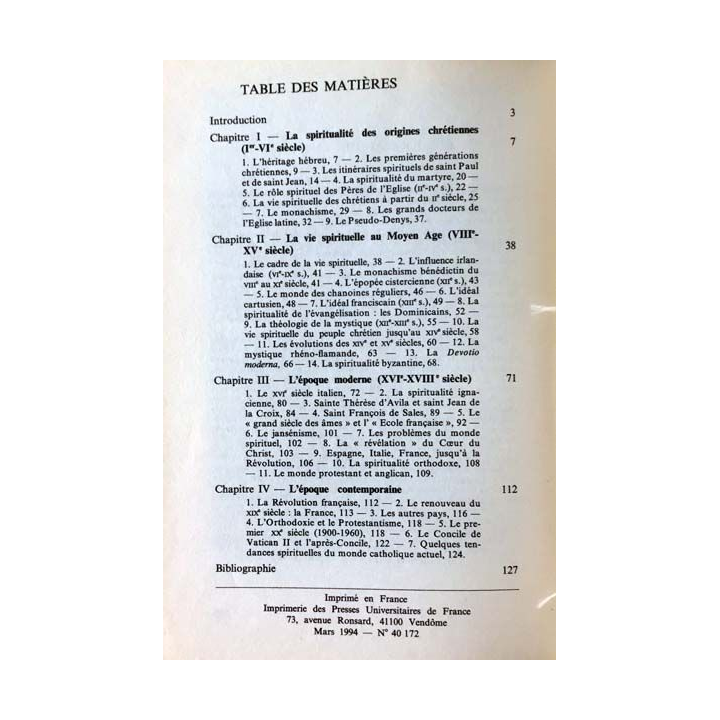 TABLE DES MATIÈRES
Introduction 3
Chapitre I — La spiritualité des origines chrétiennes
(Ier-VIe siècle) 7
1. L'héritage hébreu, 7 — 2. Les premières générations
chrétiennes, 9 — 3. Les itinéraires spirituels de saint Paul
et de saint Jean, 14 — 4. La spiritualité du martyre, 20 —
5. Le rôle spirituel des Pères de l'Eglise (IIe-IVe s.), 22 —
6. La vie spirituelle des chrétiens à partir du IIe siècle, 25
— 7. Le monachisme, 29 — 8. Les grands docteurs de
l'Eglise latine, 32 — 9. Le Pseudo-Denys, 37.
Chapitre II — La vie spirituelle au Moyen Age (VIIIe-
XVe siècle) 38
1. Le cadre de la vie spirituelle, 38 — 2. L'influence irlan-
daise (VIe-IXe s.), 41 — 3. Le monachisme bénédictin du
VIIIe au XIe siècle, 41 — 4. L'épopée cistercienne (XIIe s.), 43
— 5. Le monde des chanoines réguliers, 46 — 6. L'idéal
cartusien, 48 — 7. L'idéal franciscain (XIIIe s.), 49 — 8. La
spiritualité de l'évangélisation : les Dominicains, 52 —
9. La théologie de la mystique (XIIe-XIIIe s.), 55 — 10. La
vie spirituelle du peuple chrétien jusqu'au XIVe siècle, 58
— 11. Les évolutions des XIVe et XVe siècles, 60 — 12. La
mystique rhéno-flamande, 63 — 13. La Devotio
moderna, 66 — 14. La spiritualité byzantine, 68.
Chapitre III — L'époque moderne (XVIe-XVIIIe siècle) 71
1. Le XVIe siècle italien, 72 — 2. La spiritualité igna-
cienne, 80 — 3. Sainte Thérèse d'Avila et saint Jean de
la Croix, 84 — 4. Saint François de Sales, 89 — 5. Le
« grand siècle des âmes » et l' « Ecole française », 92 —
6. Le jansénisme, 101 — 7. Les problèmes du monde
spirituel, 102 — 8. La « révélation » du Cœur du
Christ, 103 — 9. Espagne, Italie, France, jusqu'à la
Révolution, 106 — 10. La spiritualité orthodoxe, 108
— 11. Le monde protestant et anglican, 109.
Chapitre IV — L'époque contemporaine 112
1. La Révolution française, 112 — 2. Le renouveau du
XIXe siècle : la France, 113 — 3. Les autres pays, 116 —
4. L'Orthodoxie et le Protestantisme, 118 — 5. Le pre-
mier XXe siècle (1900-1960), 118 — 6. Le Concile de
Vatican II et l'après-Concile, 122 — 7. Quelques ten-
dances spirituelles du monde catholique actuel, 124.
Bibliographie 127
Imprimé en France
Imprimerie des Presses Universitaires de France
73, avenue Ronsard, 41100 Vendôme
Mars 1994 — N° 40 172